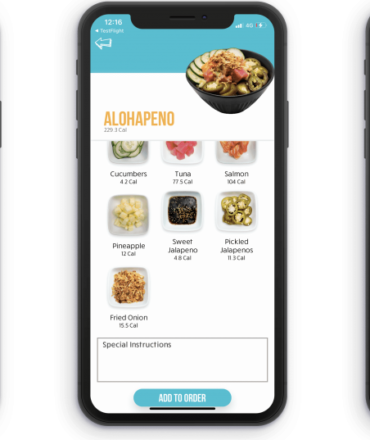 12:16
4G
TestFlight
ALOHAPENO
229.3 Cal
Cucumbers
Tuna
Salmon
4.2 Cal
77.5 Cal
104 Cal
Pineapple
12 Cal
Sweet
Jalapeno
4.8 Cal
Pickled
Jalapenos
11.3 Cal
Fried Onion
15.5 Cal
Special Instructions
ADD TO ORDER